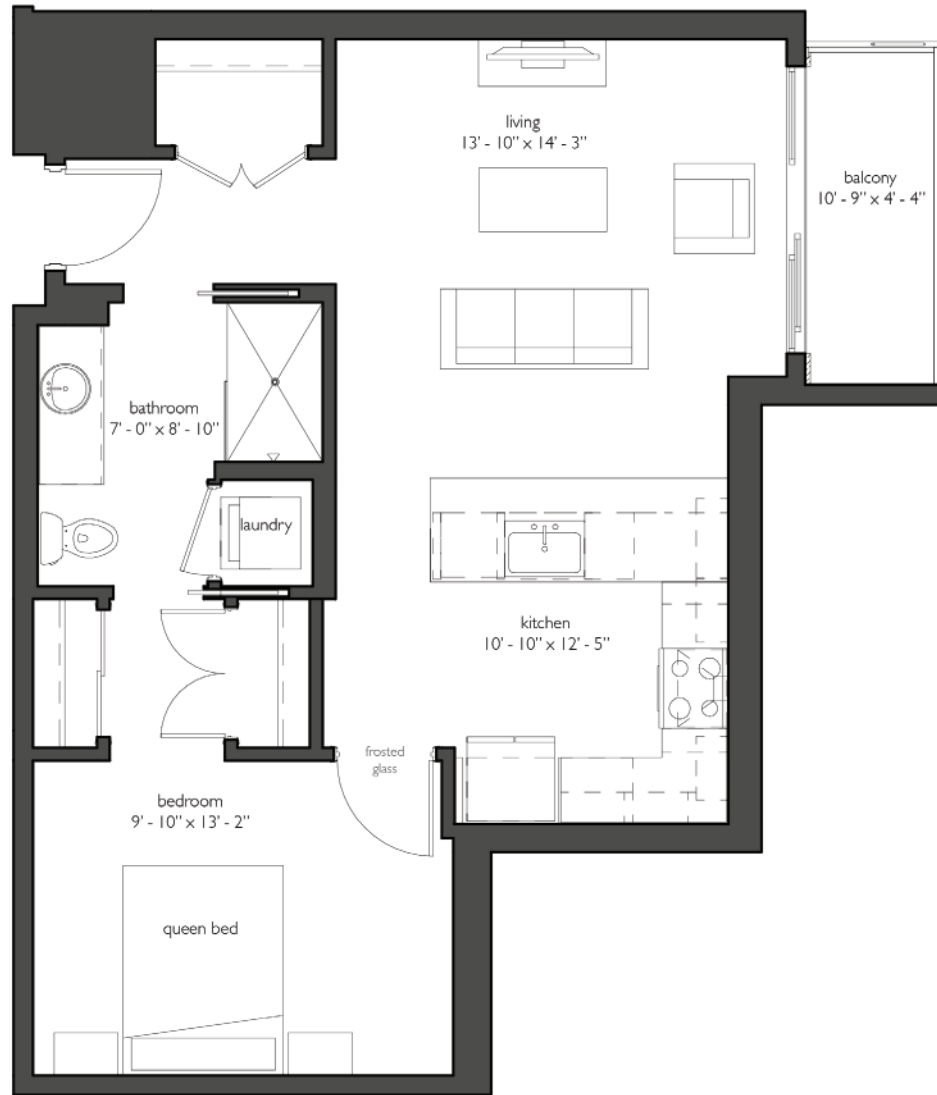 living
13' - 10" x 14' - 3"
balcony
10' - 9" x 4' - 4"
bathroom
7' - 0" x 8' - 10"
laundry
kitchen
10' - 10" x 12' - 5"
frosted
glass
bedroom
9' - 10" x 13' - 2"
queen bed